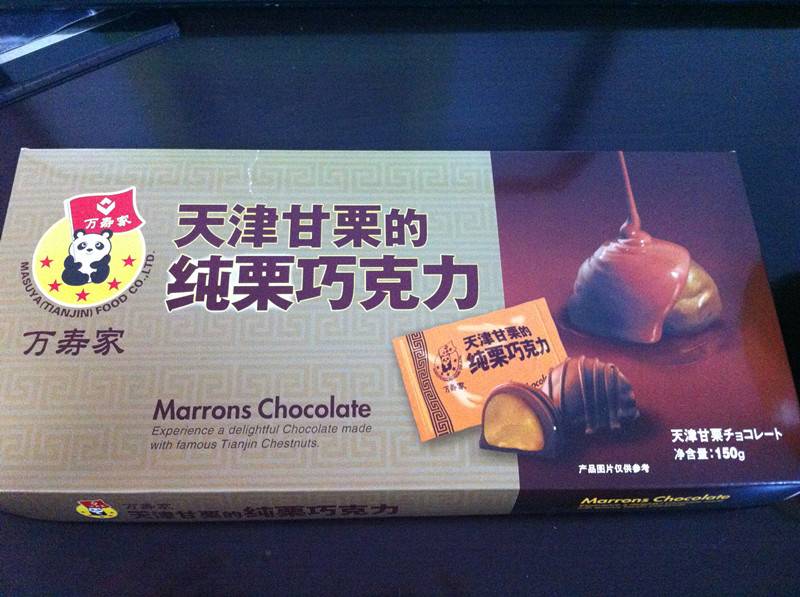 万寿家
MASUYA (TIANJIN) FOOD CO.,LTD.
万寿家
天津甘栗的
纯栗巧克力
Marrons Chocolate
Experience a delightful Chocolate made
with famous Tianjin Chestnuts.
天津甘栗的
纯栗巧克力
万寿家
天津甘栗チョコレート
净含量:150g
产品图片仅供参考
万寿家
天津甘栗的纯栗巧克力
Marrons Chocolate